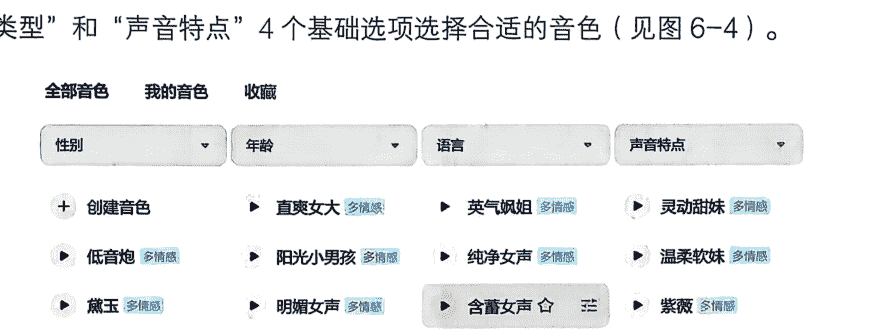 类型”和“声音特点”4个基础选项选择合适的音色（见图6-4）。
全部音色 我的音色 收藏
性别 年龄 语言 声音特点
创建音色 直爽女大 多情感 英气飒姐 多情感 灵动甜妹 多情感
低音炮 多情感 阳光小男孩 多情感 纯净女声 多情感 温柔软妹 多情感
黛玉 多情感 明媚女声 多情感 含蓄女声 紫薇 多情感